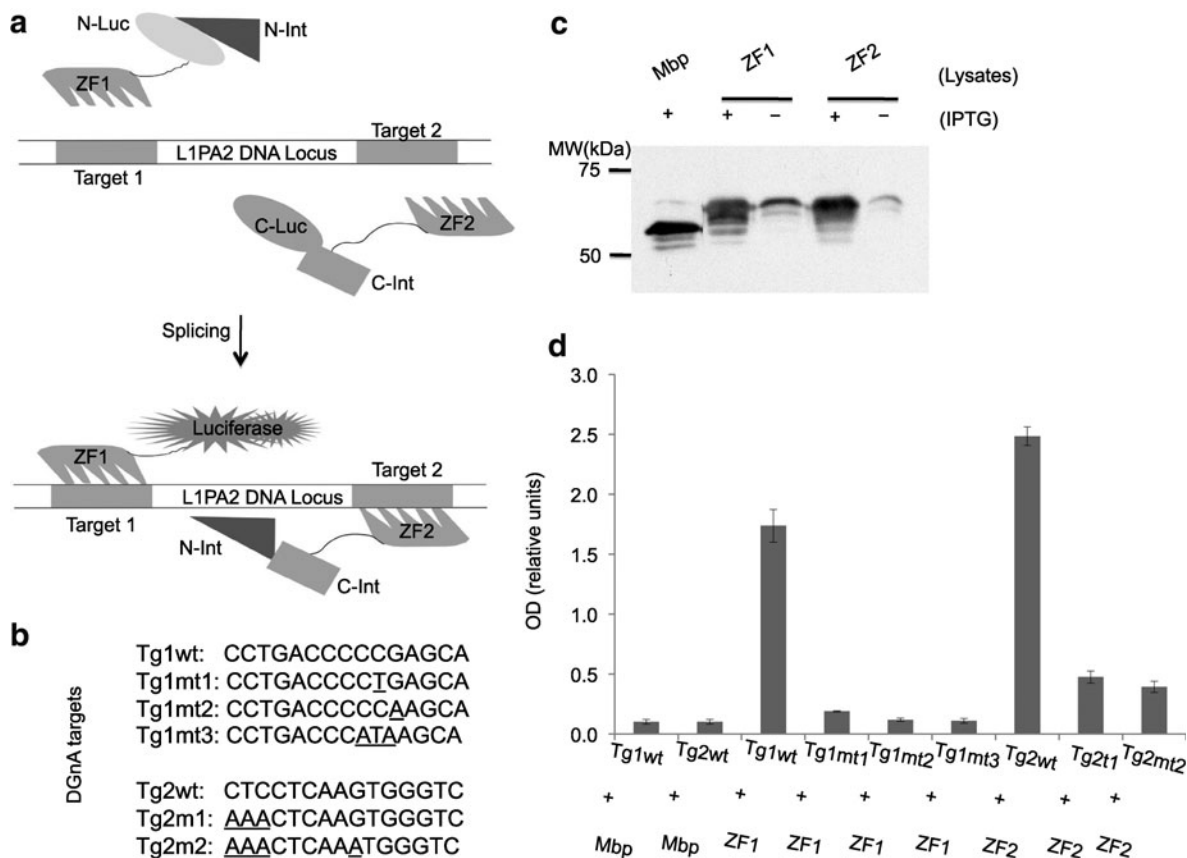 a
N-Luc
N-Int
ZF1
Target 2
L1PA2 DNA Locus
Target 1
C-Luc
ZF2
C-Int
Splicing
Luciferase
ZF1
Target 2
L1PA2 DNA Locus
Target 1
ZF2
N-Int
C-Int
b
DGnA targets
Tg1wt: CCTGACCCCCCGAGCA
Tg1mt1: CCTGACCCCCTGAGCA
Tg1mt2: CCTGACCCCCCAAGCA
Tg1mt3: CCTGACCCATAAGCA
Tg2wt: CTCCTCAAGTGGGTC
Tg2m1: AAACTCAAGTGGGTC
Tg2m2: AAACTCAAATGGGTC
c
Mbp ZF1 ZF2 (Lysates)
+ + – + – (IPTG)
MW(kDa)
75
50
d
OD (relative units)
3.0
2.5
2.0
1.5
1.0
0.5
0.0
Tg1wt Tg2wt Tg1wt Tg1mt1 Tg1mt2 Tg1mt3 Tg2wt Tg2t1 Tg2mt2
+ + + + + + + + +
Mbp Mbp ZF1 ZF1 ZF1 ZF1 ZF2 ZF2 ZF2